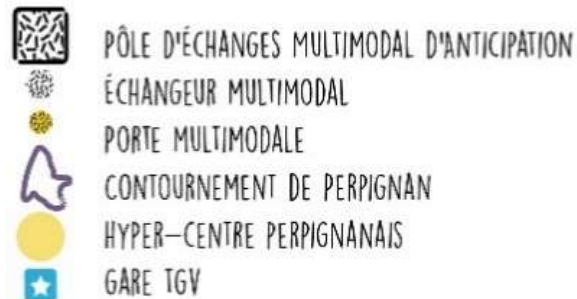 PÔLE D'ÉCHANGES MULTIMODAL D'ANTICIPATION
ÉCHANGEUR MULTIMODAL
PORTE MULTIMODALE
CONTOURNEMENT DE PERPIGNAN
HYPER-CENTRE PERPIGNANAIS
GARE TGV